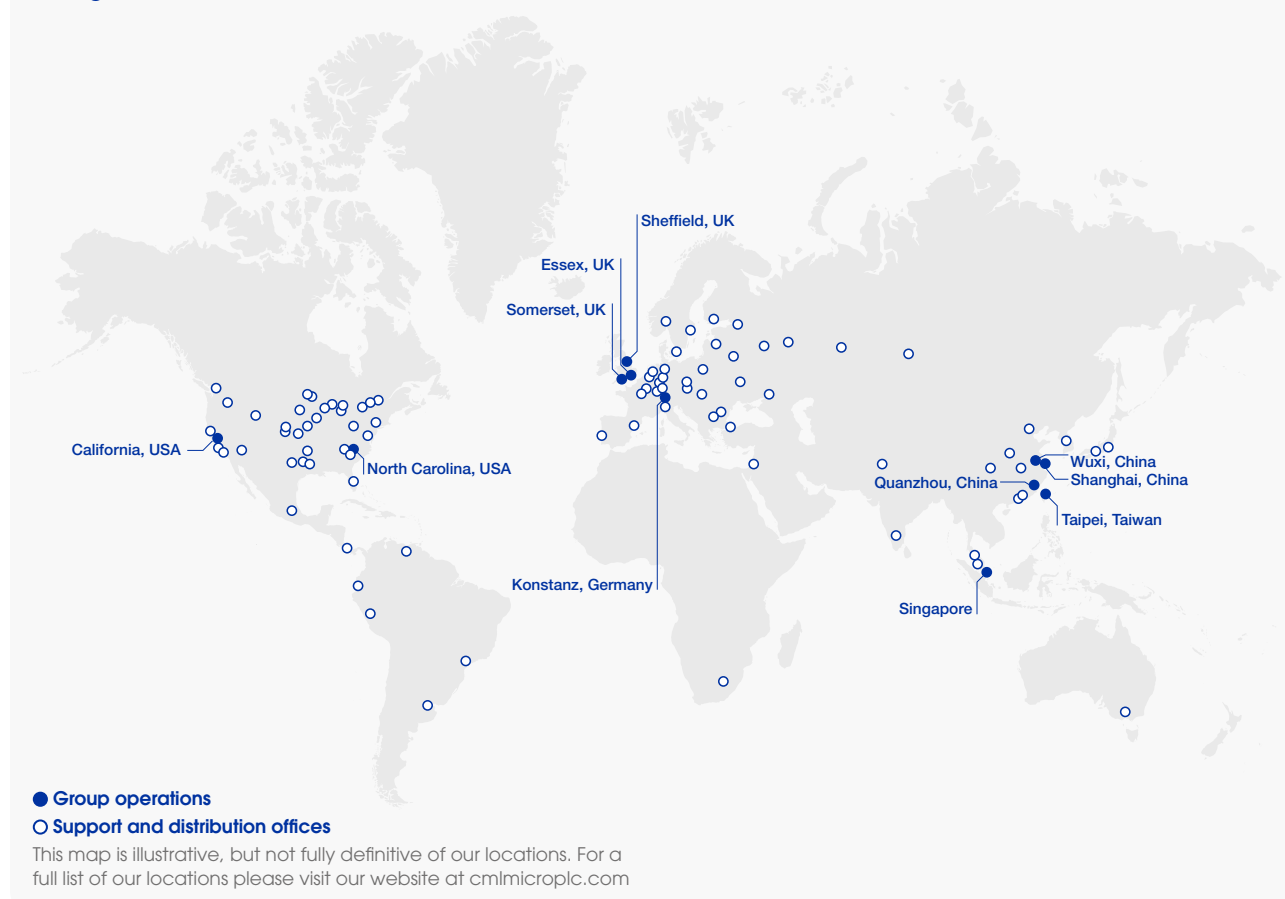 Sheffield, UK
Essex, UK
Somerset, UK
California, USA
North Carolina, USA
Wuxi, China
Quanzhou, China
Shanghai, China
Taipei, Taiwan
Konstanz, Germany
Singapore
Group operations
Support and distribution offices
This map is illustrative, but not fully definitive of our locations. For a
full list of our locations please visit our website at cmlmicroplc.com